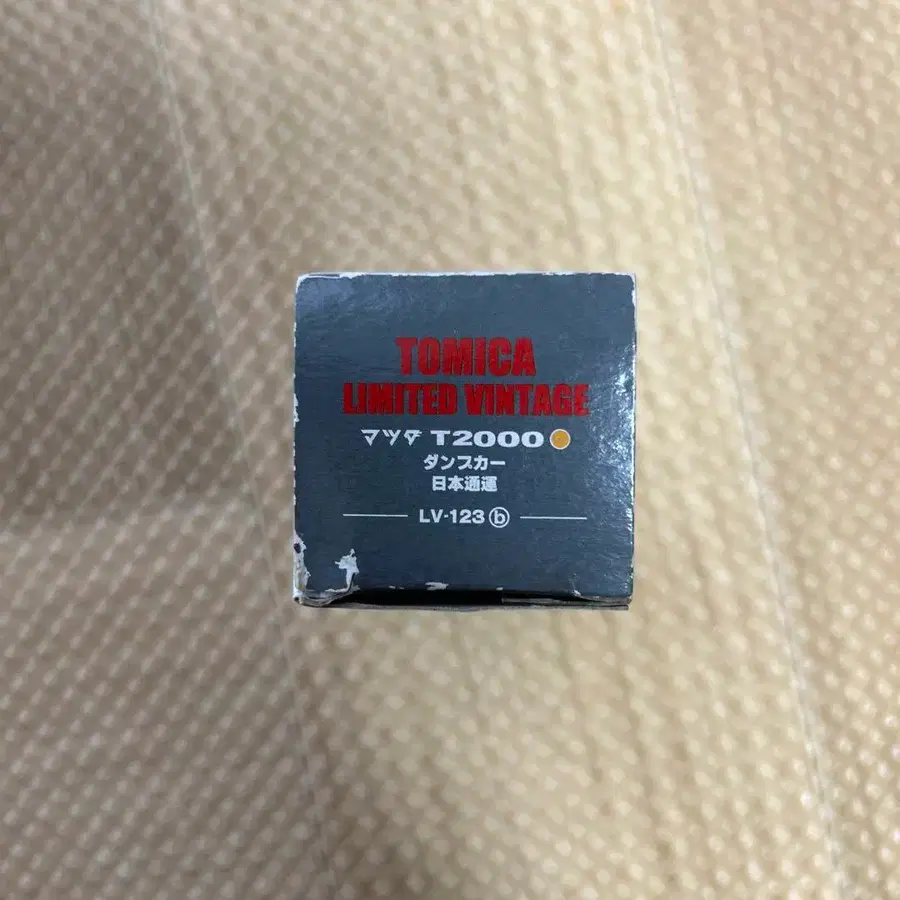 TOMICA
LIMITED VINTAGE
マツダ T2000
ダンプカー
日本通運
LV-123 ⓑ